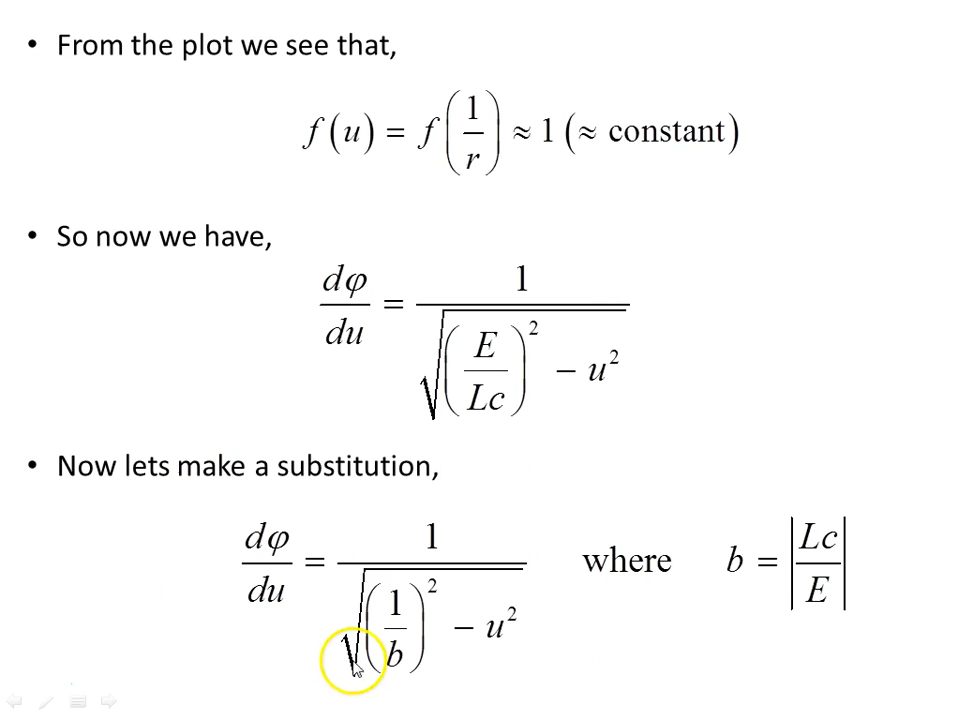 • From the plot we see that,
f(u) = f(1/r) ≈ 1 (≈ constant)
• So now we have,
dφ/du = 1/√((E/Lc)² − u²)
• Now lets make a substitution,
dφ/du = 1/√((1/b)² − u²) where b = |Lc/E|